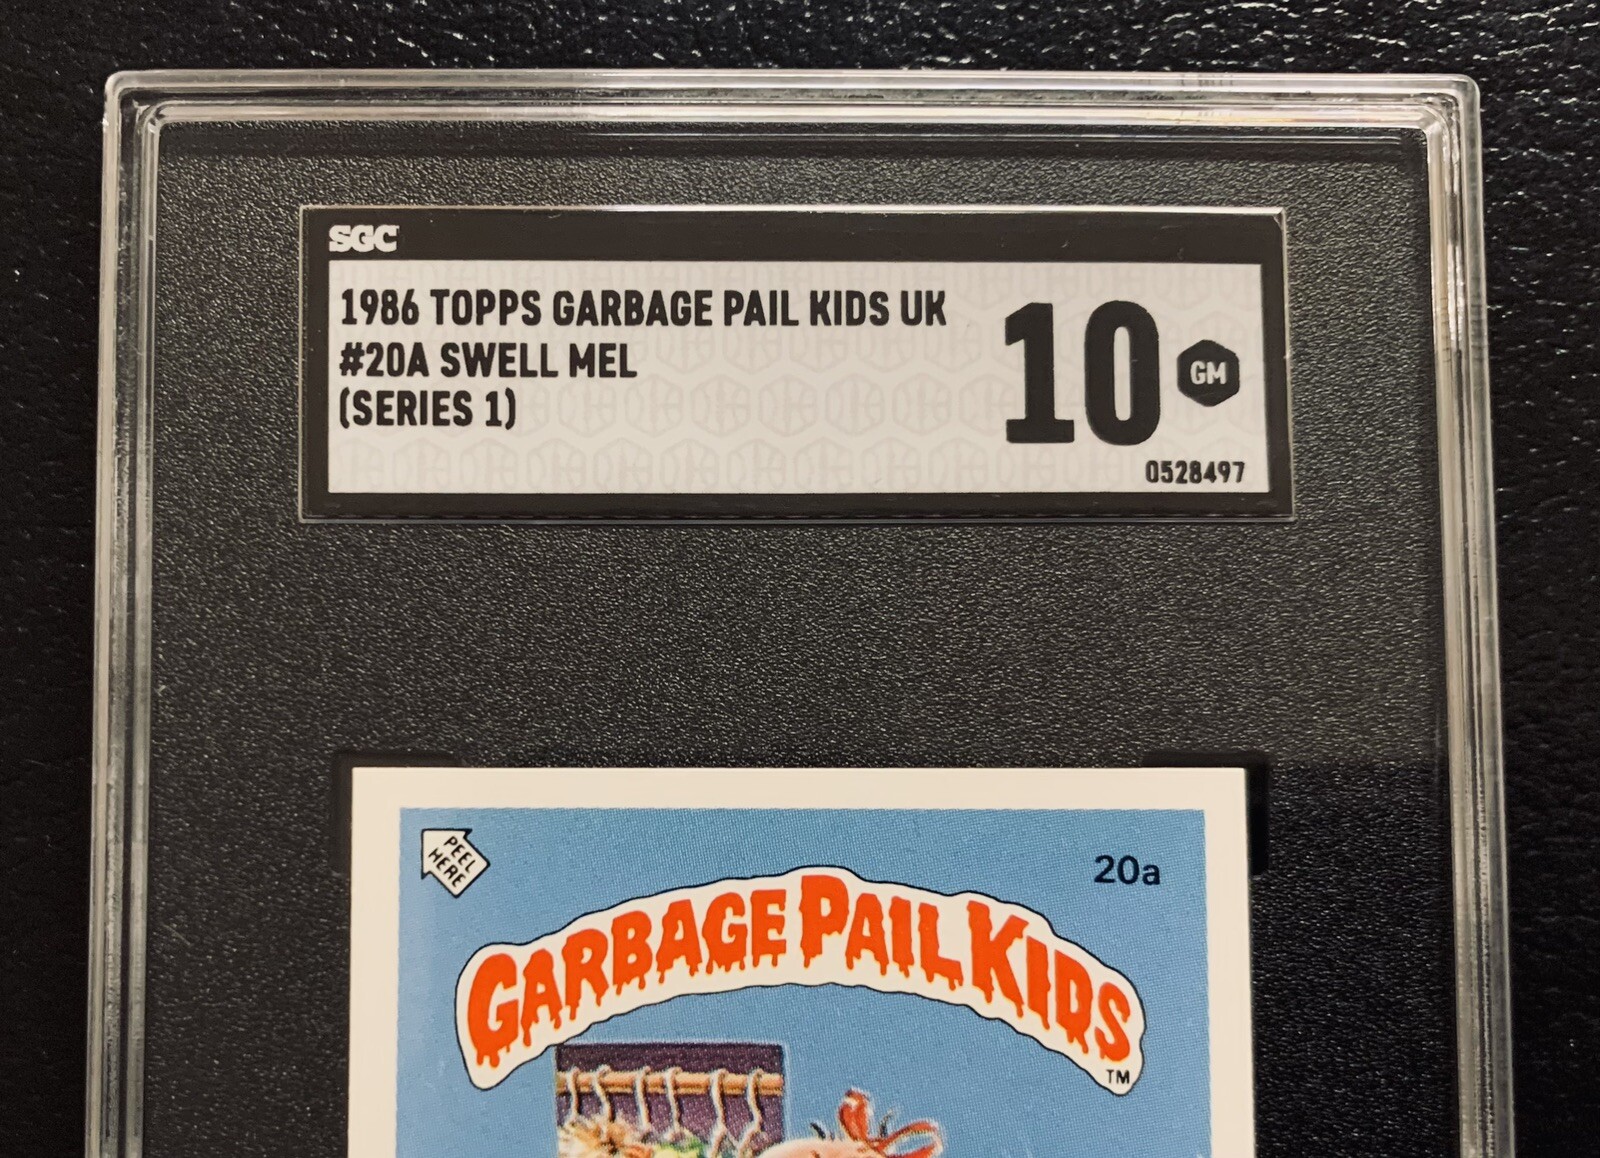 SGC
1986 TOPPS GARBAGE PAIL KIDS UK
#20A SWELL MEL
(SERIES 1)
10 GM
0528497
PEEL
HERE
20a
GARBAGE PAIL KIDS
TM